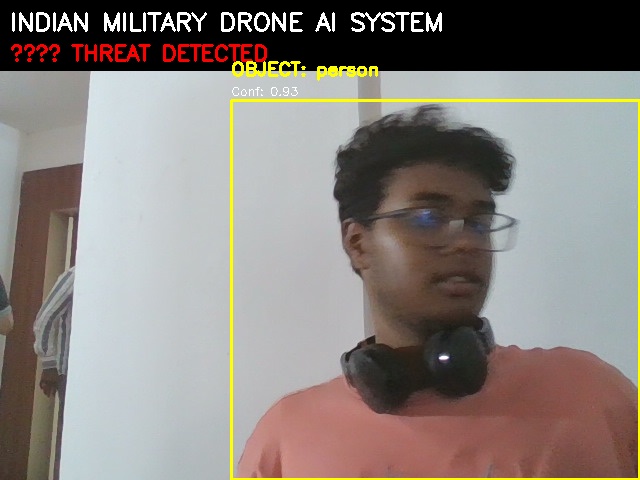 INDIAN MILITARY DRONE AI SYSTEM
???? THREAT DETECTED
OBJECT: person
Conf: 0.93